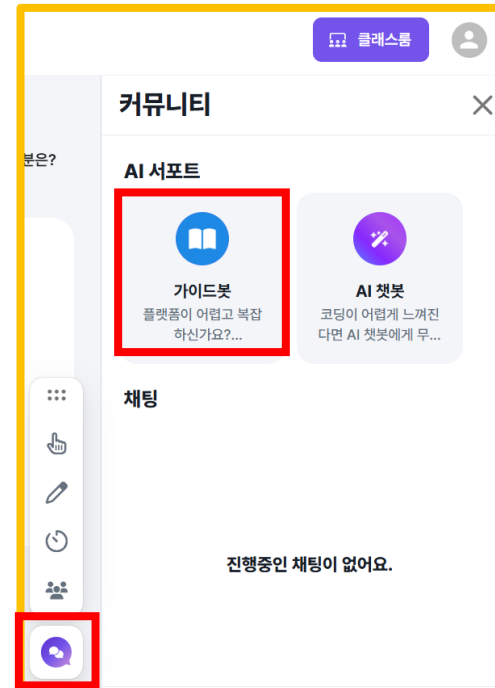 클래스룸
커뮤니티
분은?
AI 서포트
가이드봇
플랫폼이 어렵고 복잡
하신가요?...
AI 챗봇
코딩이 어렵게 느껴진
다면 AI 챗봇에게 무...
채팅
진행중인 채팅이 없어요.